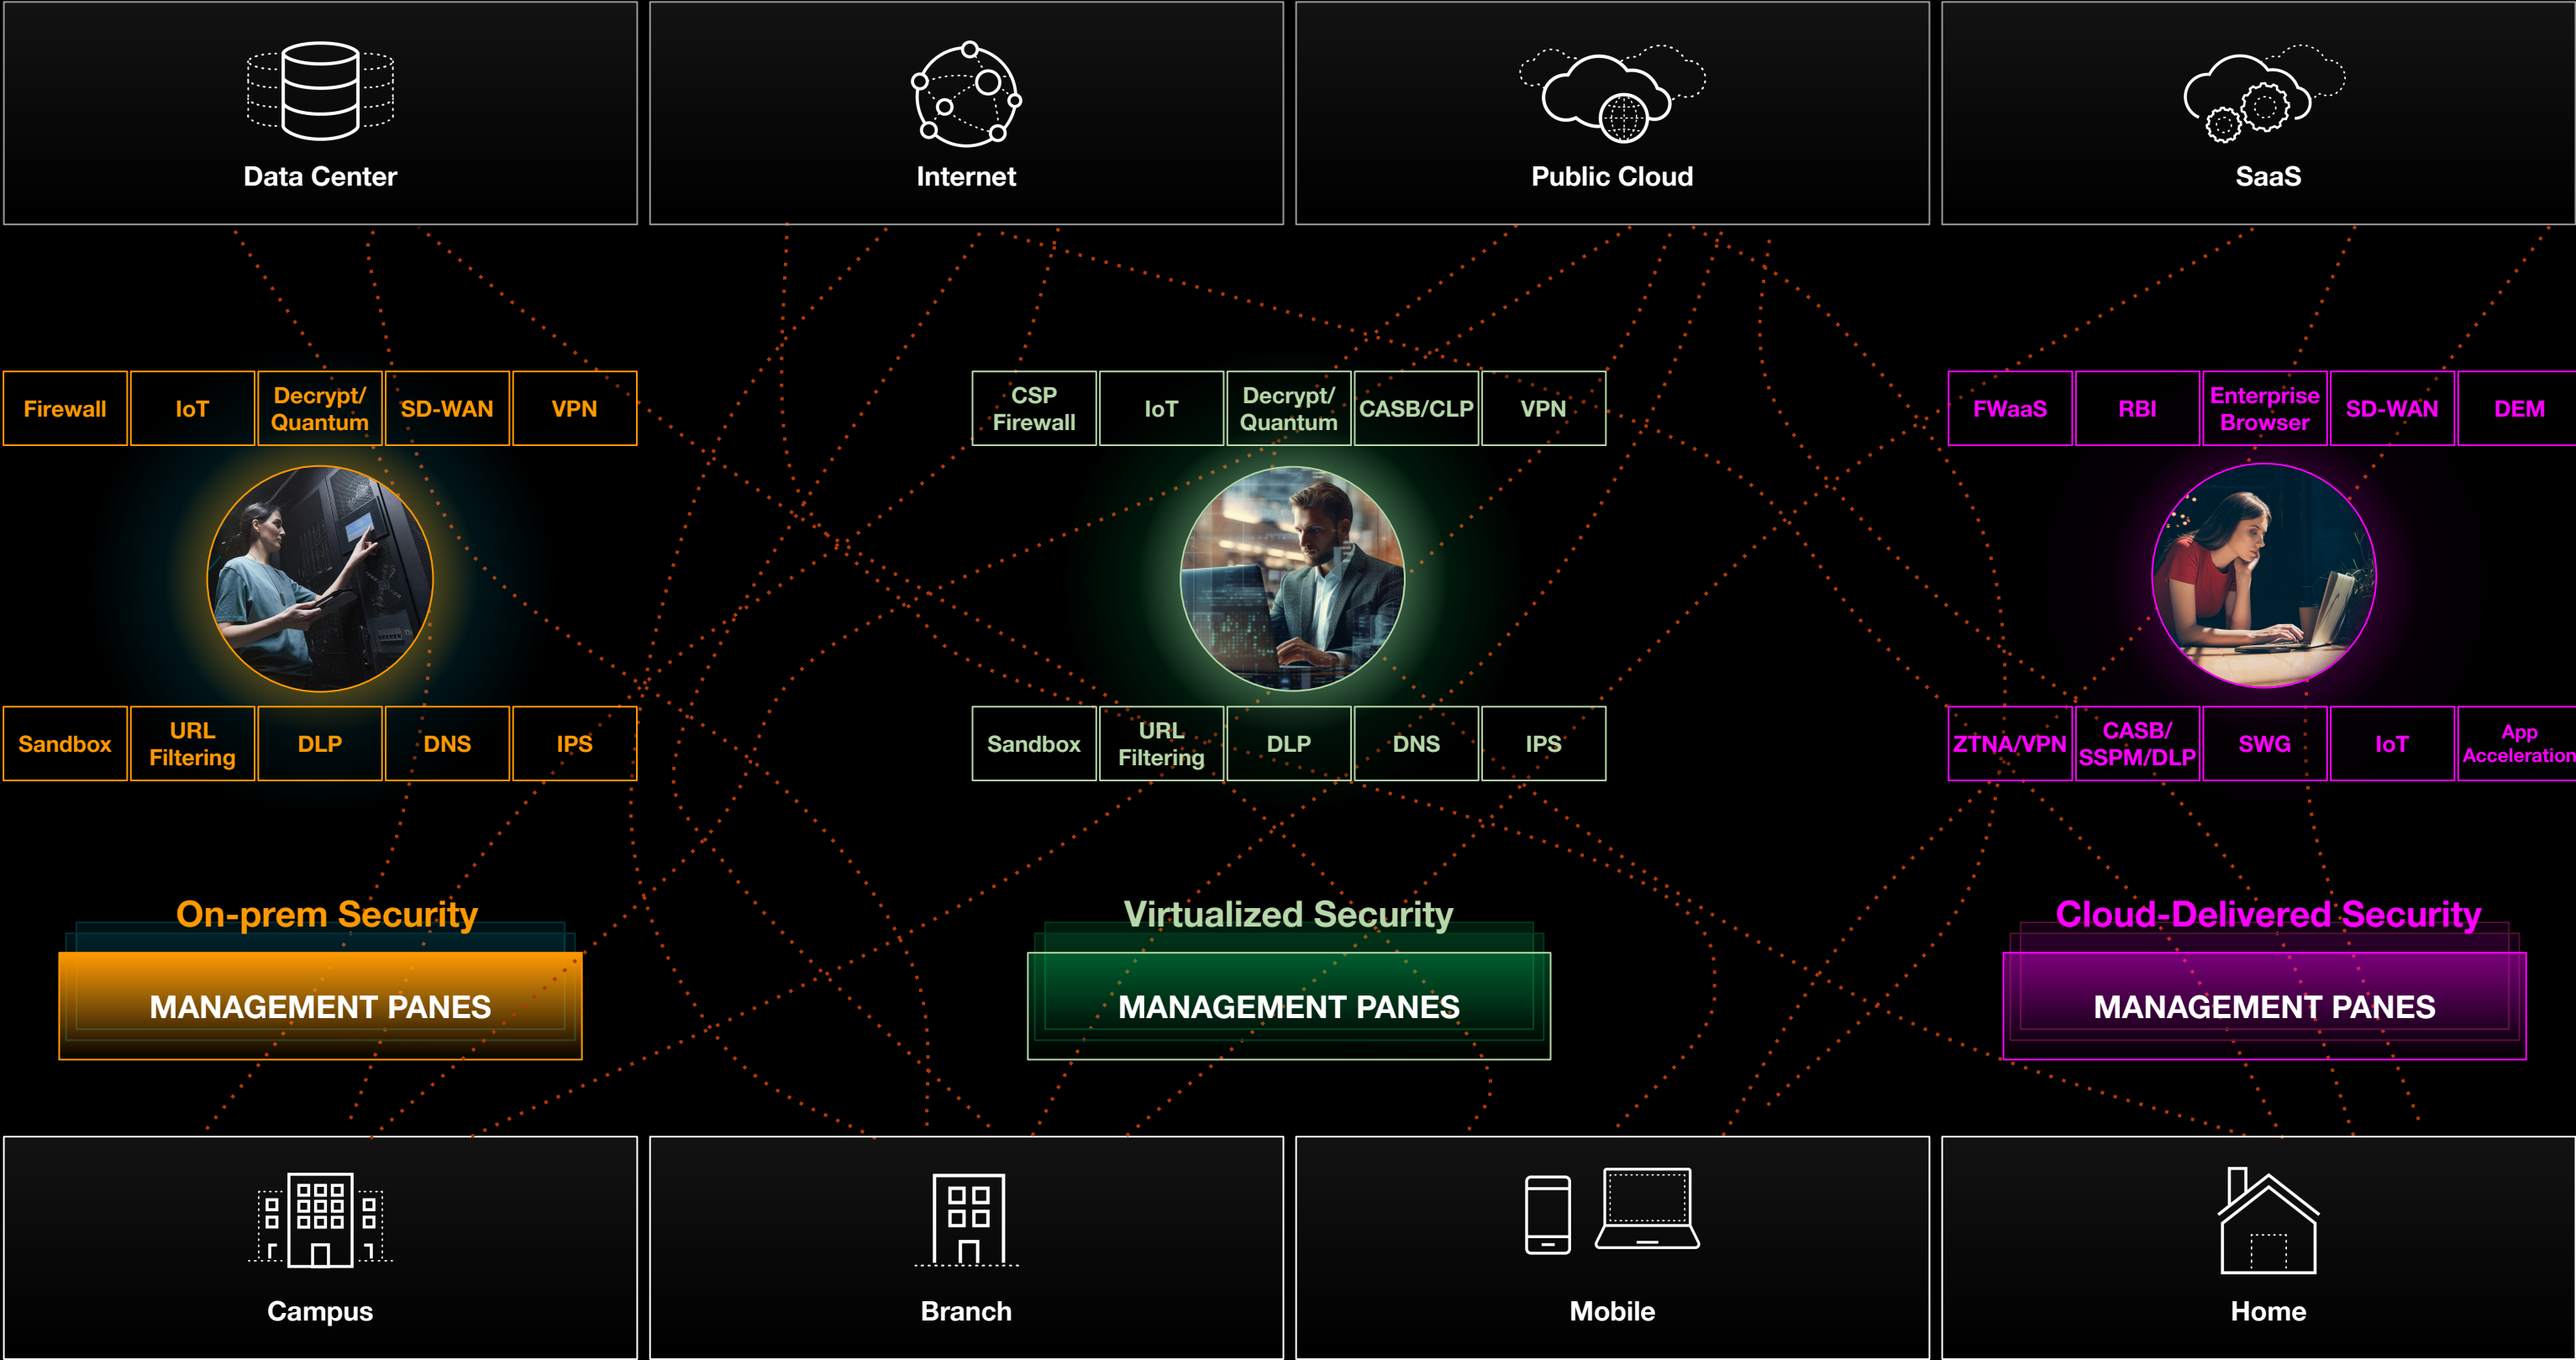 Data Center
Internet
Public Cloud
SaaS
Firewall
IoT
Decrypt/
Quantum
SD-WAN
VPN
CSP
Firewall
IoT
Decrypt/
Quantum
CASB/CLP
VPN
FWaaS
RBI
Enterprise
Browser
SD-WAN
DEM
Sandbox
URL
Filtering
DLP
DNS
IPS
Sandbox
URL
Filtering
DLP
DNS
IPS
ZTNA/VPN
CASB/
SSPM/DLP
SWG
IoT
App
Acceleration
On-prem Security
MANAGEMENT PANES
Virtualized Security
MANAGEMENT PANES
Cloud-Delivered Security
MANAGEMENT PANES
Campus
Branch
Mobile
Home